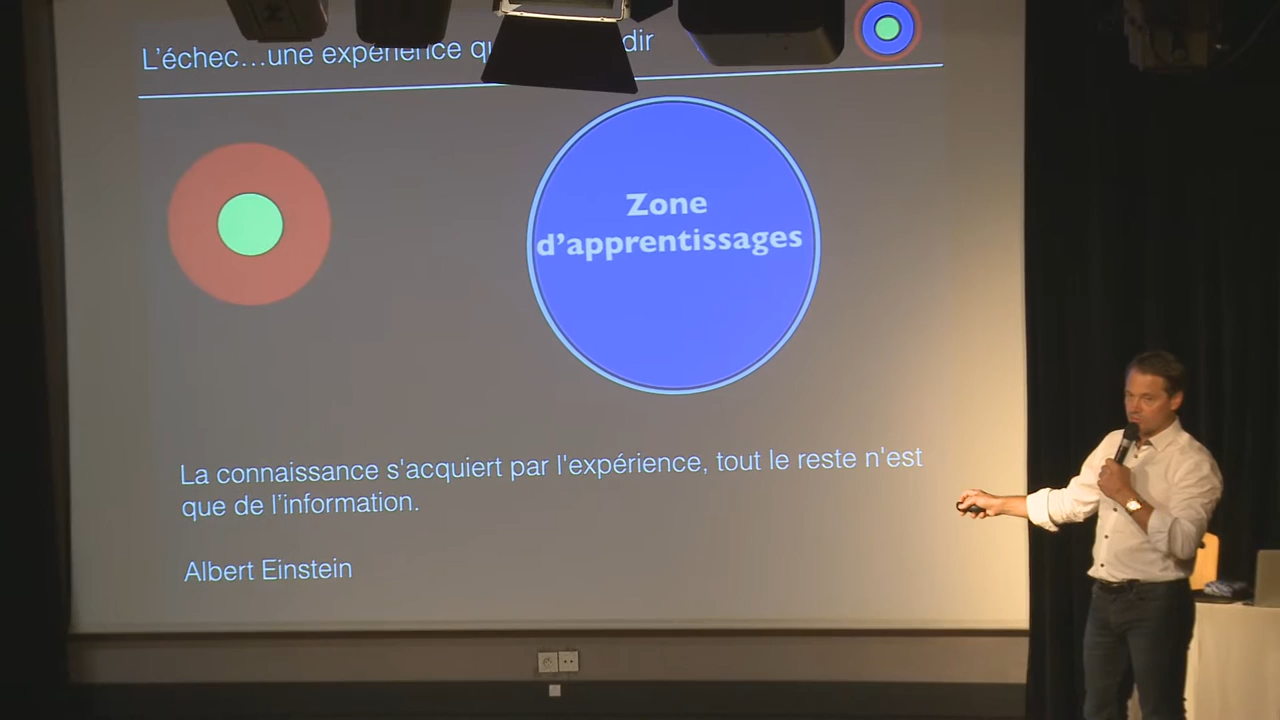 L'échec...une expérience qu dir
Zone
d'apprentissages
La connaissance s'acquiert par l'expérience, tout le reste n'est
que de l'information.
Albert Einstein